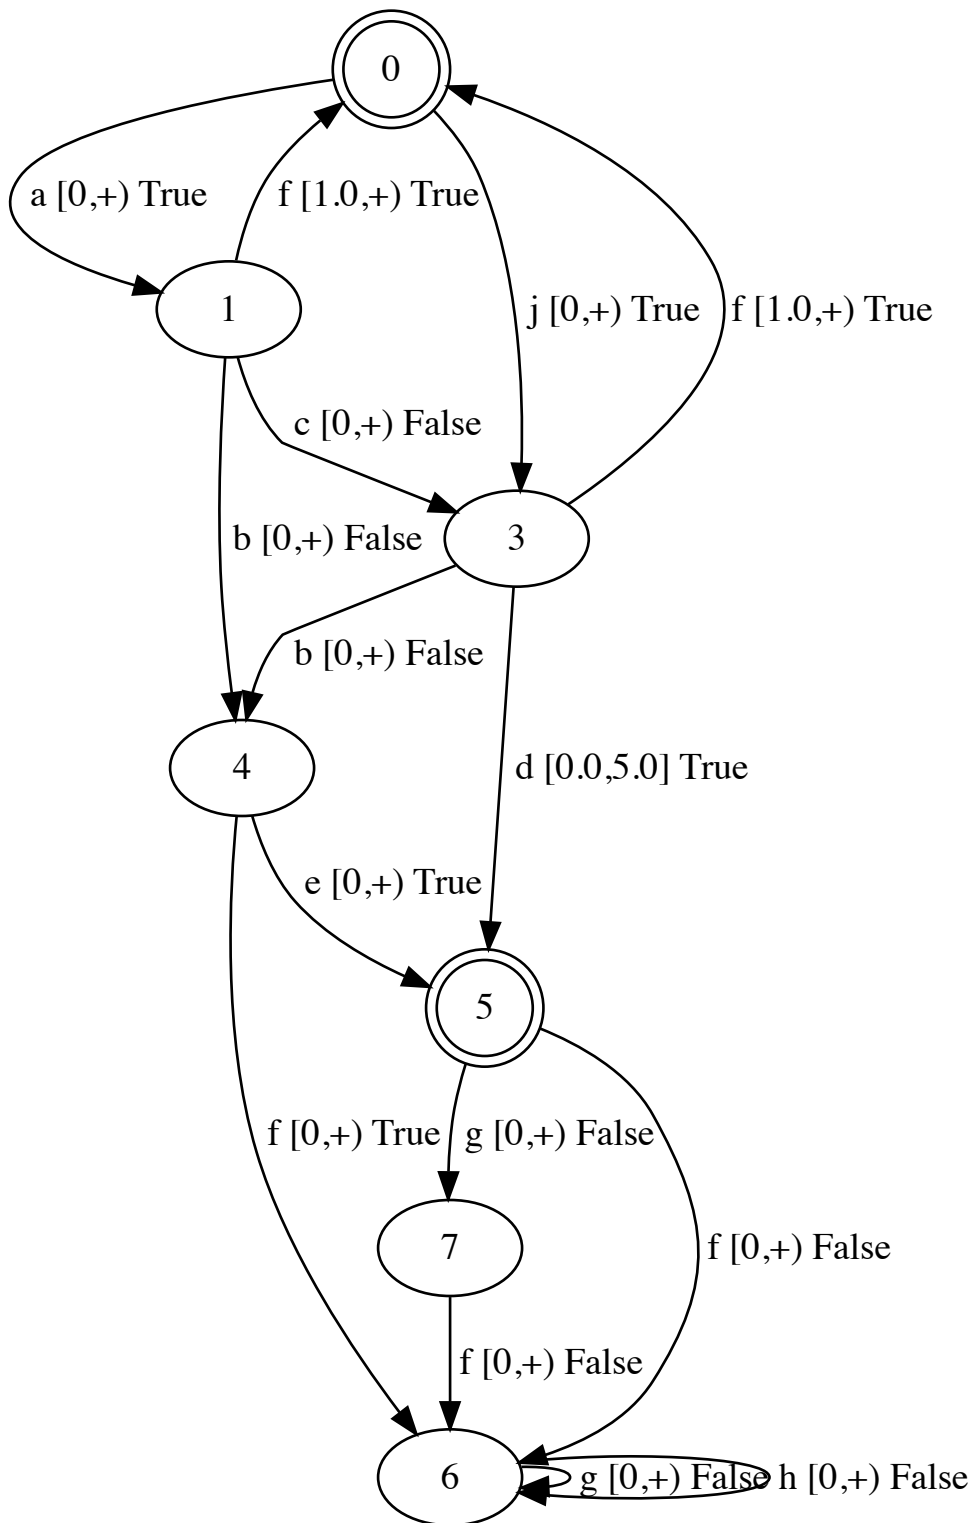 0
a [0,+) True
f [1.0,+) True
1
j [0,+) True
f [1.0,+) True
c [0,+) False
b [0,+) False
3
b [0,+) False
4
d [0.0,5.0] True
e [0,+) True
5
f [0,+) True
g [0,+) False
7
f [0,+) False
f [0,+) False
6
g [0,+) False
h [0,+) False